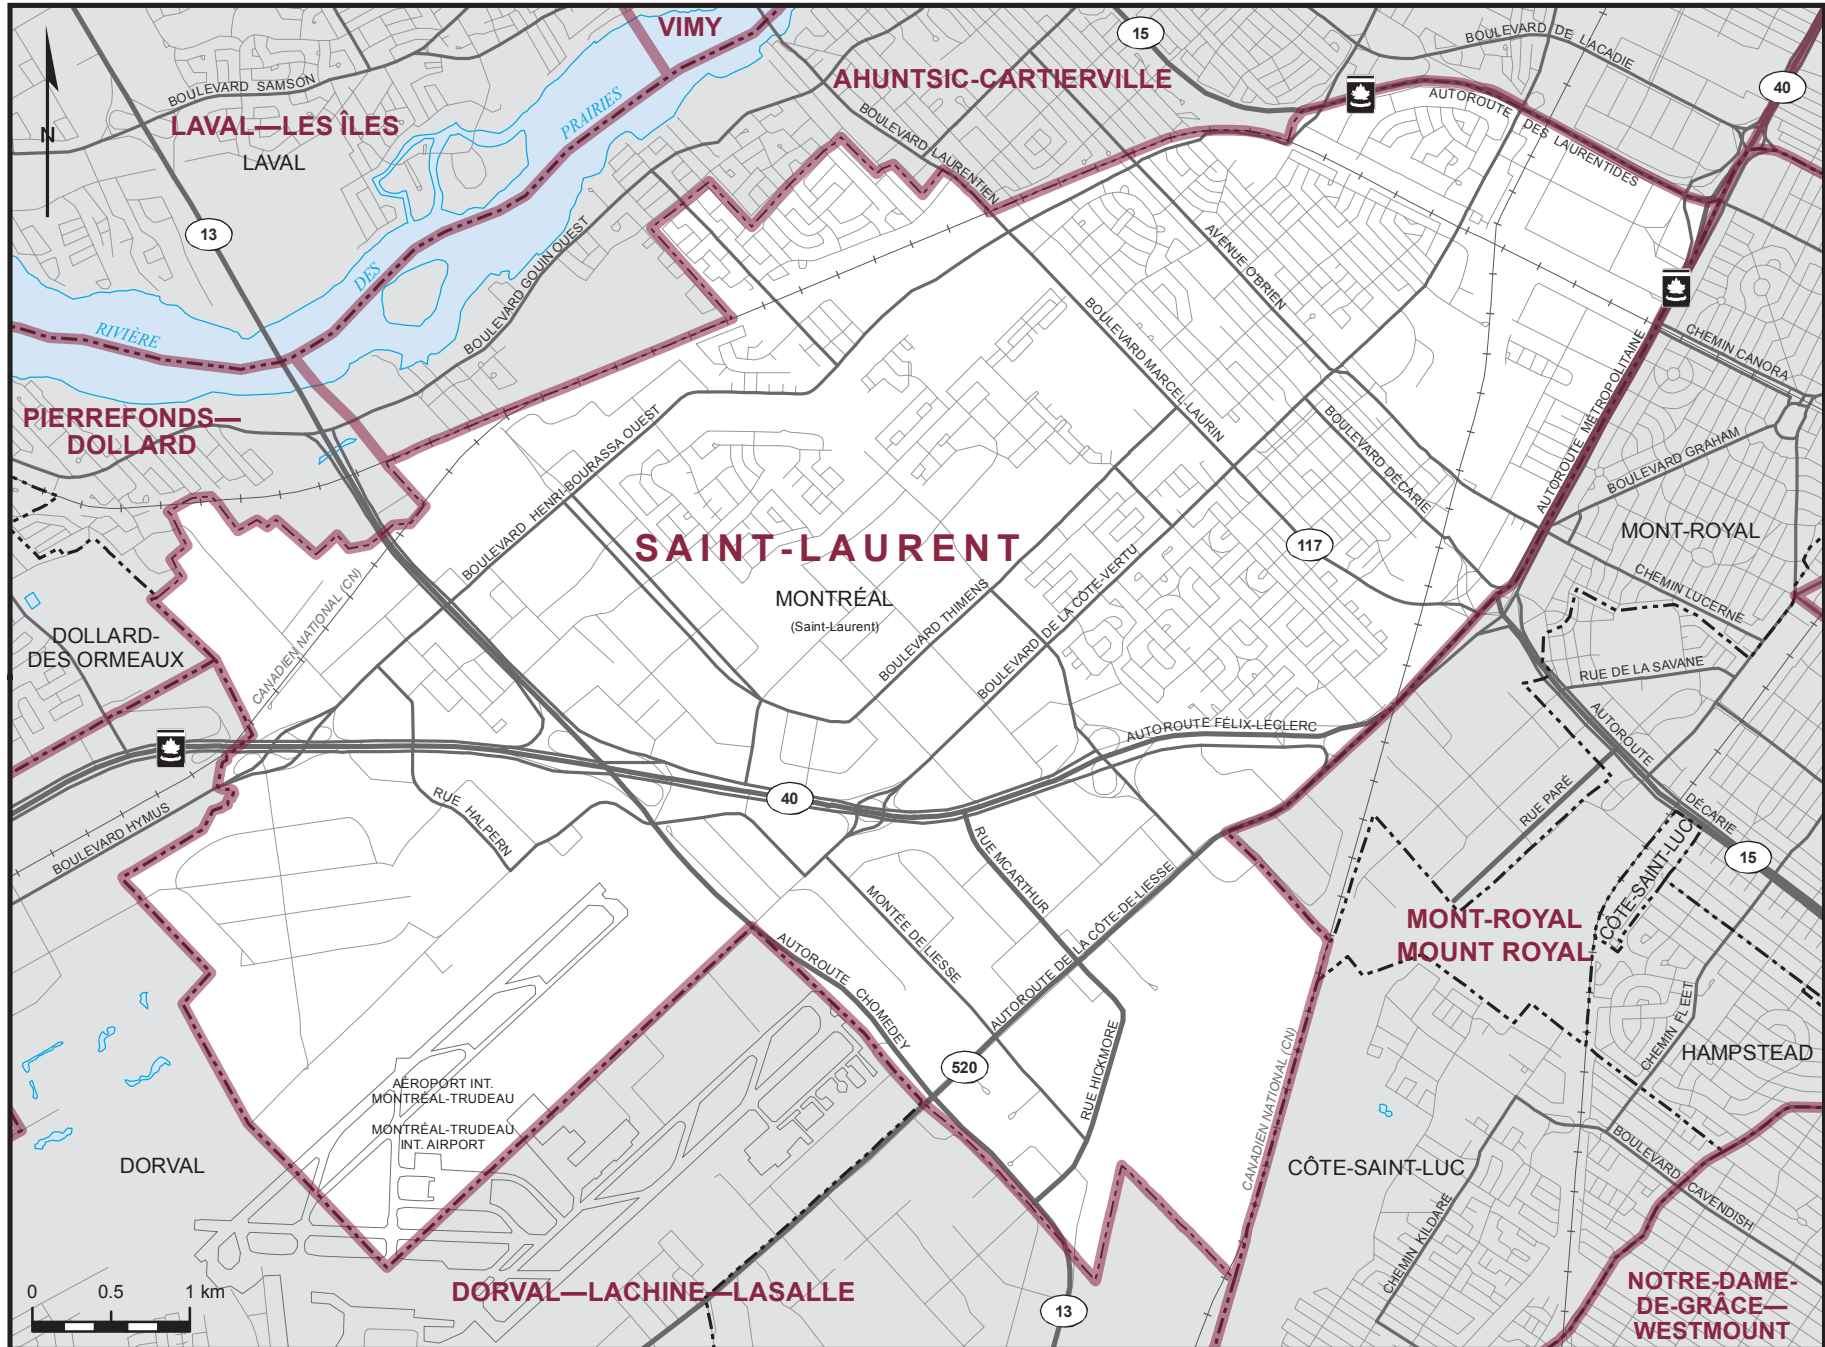 VIMY
15
BOULEVARD DE L'ACADIE
40
AHUNTSIC-CARTIERVILLE
BOULEVARD SAMSON
LAVAL—LES ÎLES
LAVAL
N
PRAIRIES
DES
RIVIÈRE
BOULEVARD LAURENTIEN
AUTOROUTE DES LAURENTIDES
13
BOULEVARD GOUIN OUEST
AVENUE O'BRIEN
BOULEVARD MARCEL-LAURIN
CHEMIN CANORA
AUTOROUTE MÉTROPOLITAINE
PIERREFONDS—
DOLLARD
BOULEVARD HENRI-BOURASSA OUEST
BOULEVARD DÉCARIE
BOULEVARD GRAHAM
SAINT-LAURENT
MONTRÉAL
(Saint-Laurent)
117
MONT-ROYAL
CHEMIN LUCERNE
CANADIEN NATIONAL (CN)
BOULEVARD THIMENS
BOULEVARD DE LA CÔTE-VERTU
DOLLARD-
DES ORMEAUX
RUE DE LA SAVANE
AUTOROUTE FÉLIX-LECLERC
AUTOROUTE
DÉCARIE
RUE PARÉ
40
BOULEVARD HYMUS
RUE HALPERN
RUE MCARTHUR
MONTÉE DE LIESSE
AUTOROUTE DE LA CÔTE-DE-LIESSE
15
CÔTE-SAINT-LUC
MONT-ROYAL
MOUNT ROYAL
AUTOROUTE CHOMEDEY
CHEMIN FLEET
HAMPSTEAD
520
RUE HICKMORE
CANADIEN NATIONAL (CN)
AÉROPORT INT.
MONTRÉAL-TRUDEAU
MONTRÉAL-TRUDEAU
INT. AIRPORT
DORVAL
CÔTE-SAINT-LUC
BOULEVARD CAVENDISH
CHEMIN KILDARE
0 0.5 1 km
DORVAL—LACHINE—LASALLE
13
NOTRE-DAME-
DE-GRÂCE—
WESTMOUNT